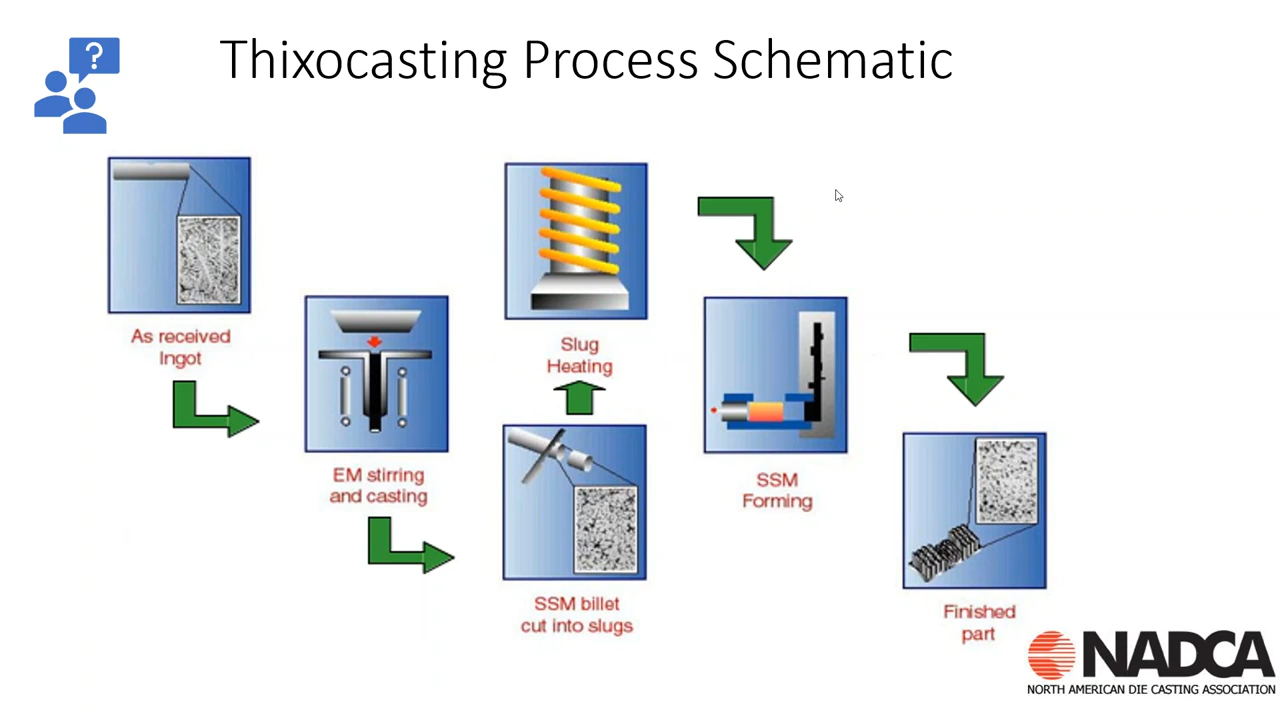 Thixocasting Process Schematic
?
As received
Ingot
EM stirring
and casting
SSM billet
cut into slugs
Slug
Heating
SSM
Forming
Finished
part
NADCA
NORTH AMERICAN DIE CASTING ASSOCIATION